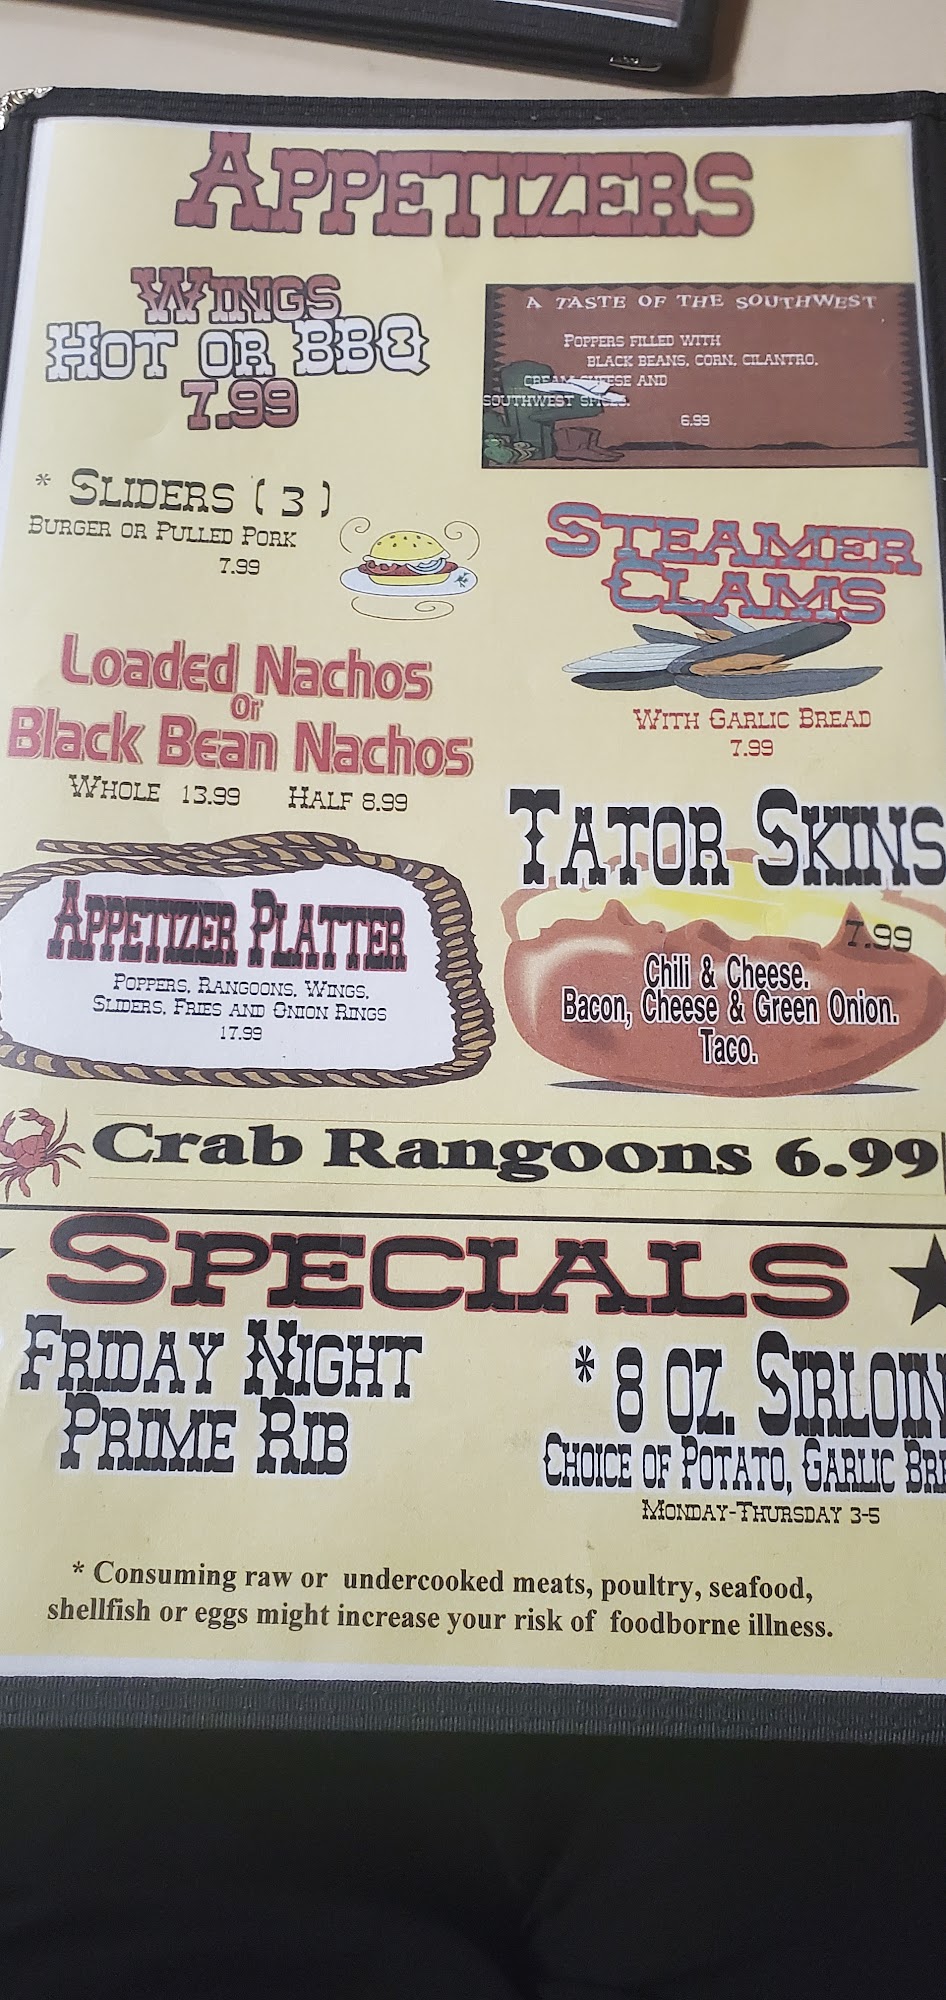 APPETIZERS
WINGS
HOT OR BBQ
7.99
A TASTE OF THE SOUTHWEST
POPPERS FILLED WITH
BLACK BEANS, CORN, CILANTRO,
CREAM CHEESE AND
SOUTHWEST SPICES.
6.99
* SLIDERS ( 3 )
BURGER OR PULLED PORK
7.99
STEAMER
CLAMS
WITH GARLIC BREAD
7.99
Loaded Nachos
Or
Black Bean Nachos
WHOLE 13.99 HALF 8.99
TATOR SKINS
7.99
Chili & Cheese.
Bacon, Cheese & Green Onion.
Taco.
APPETIZER PLATTER
POPPERS, RANGOONS, WINGS,
SLIDERS, FRIES AND ONION RINGS
17.99
Crab Rangoons 6.99
SPECIALS
FRIDAY NIGHT
PRIME RIB
* 8 OZ. SIRLOIN
CHOICE OF POTATO, GARLIC
MONDAY-THURSDAY 3-5
* Consuming raw or undercooked meats, poultry, seafood,
shellfish or eggs might increase your risk of foodborne illness.